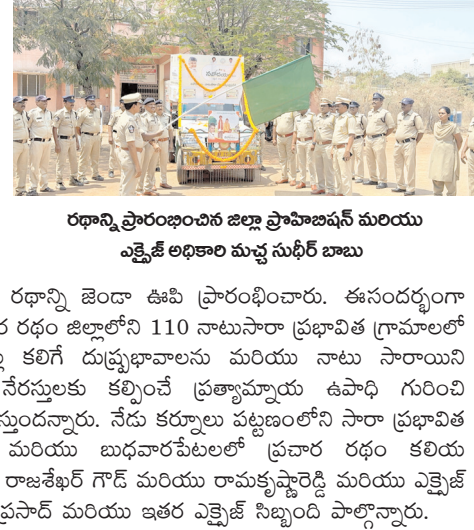 రథాన్ని ప్రారంభించిన జిల్లా ప్రొహిబిషన్ మరియు
ఎక్సైజ్ అధికారి మచ్చ సుధీర్ బాబు
రథాన్ని జెండా ఊపి ప్రారంభించారు. ఈసందర్భంగా
రథం జిల్లాలోని 110 నాటుసారా ప్రభావిత గ్రామాలలో
కలిగే దుష్ప్రభావాలను మరియు నాటు సారాయిని
నేరస్తులకు కల్పించే ప్రత్యామ్నాయ ఉపాధి గురించి
స్తుందన్నారు. నేడు కర్నూలు పట్టణంలోని సారా ప్రభావిత
మరియు బుధవారపేటలలో ప్రచార రథం కలియ
రాజశేఖర్ గౌడ్ మరియు రామకృష్ణారెడ్డి మరియు ఎక్సైజ్
ప్రసాద్ మరియు ఇతర ఎక్సైజ్ సిబ్బంది పాల్గొన్నారు.